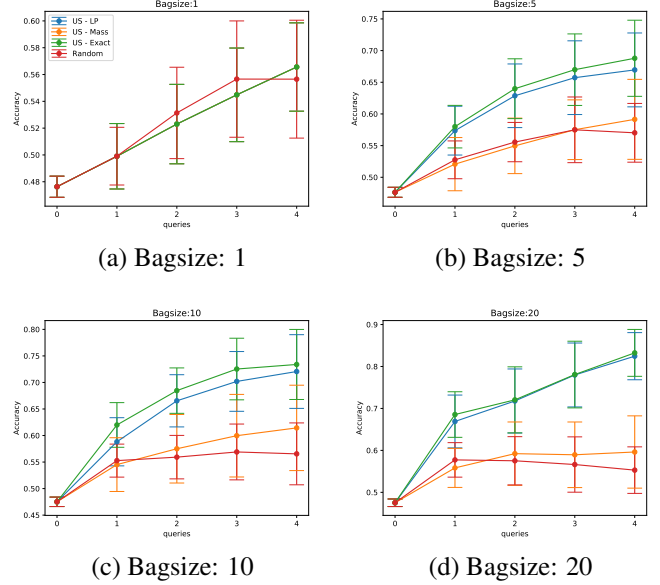 Bagsize:1
US - LP
US - Mass
US - Exact
Random
0.60
0.58
0.56
0.54
0.52
0.50
0.48
Accuracy
0 1 2 3 4
queries
(a) Bagsize: 1
Bagsize:5
0.75
0.70
0.65
0.60
0.55
0.50
Accuracy
0 1 2 3 4
queries
(b) Bagsize: 5
Bagsize:10
0.80
0.75
0.70
0.65
0.60
0.55
0.50
0.45
Accuracy
0 1 2 3 4
queries
(c) Bagsize: 10
Bagsize:20
0.9
0.8
0.7
0.6
0.5
Accuracy
0 1 2 3 4
queries
(d) Bagsize: 20